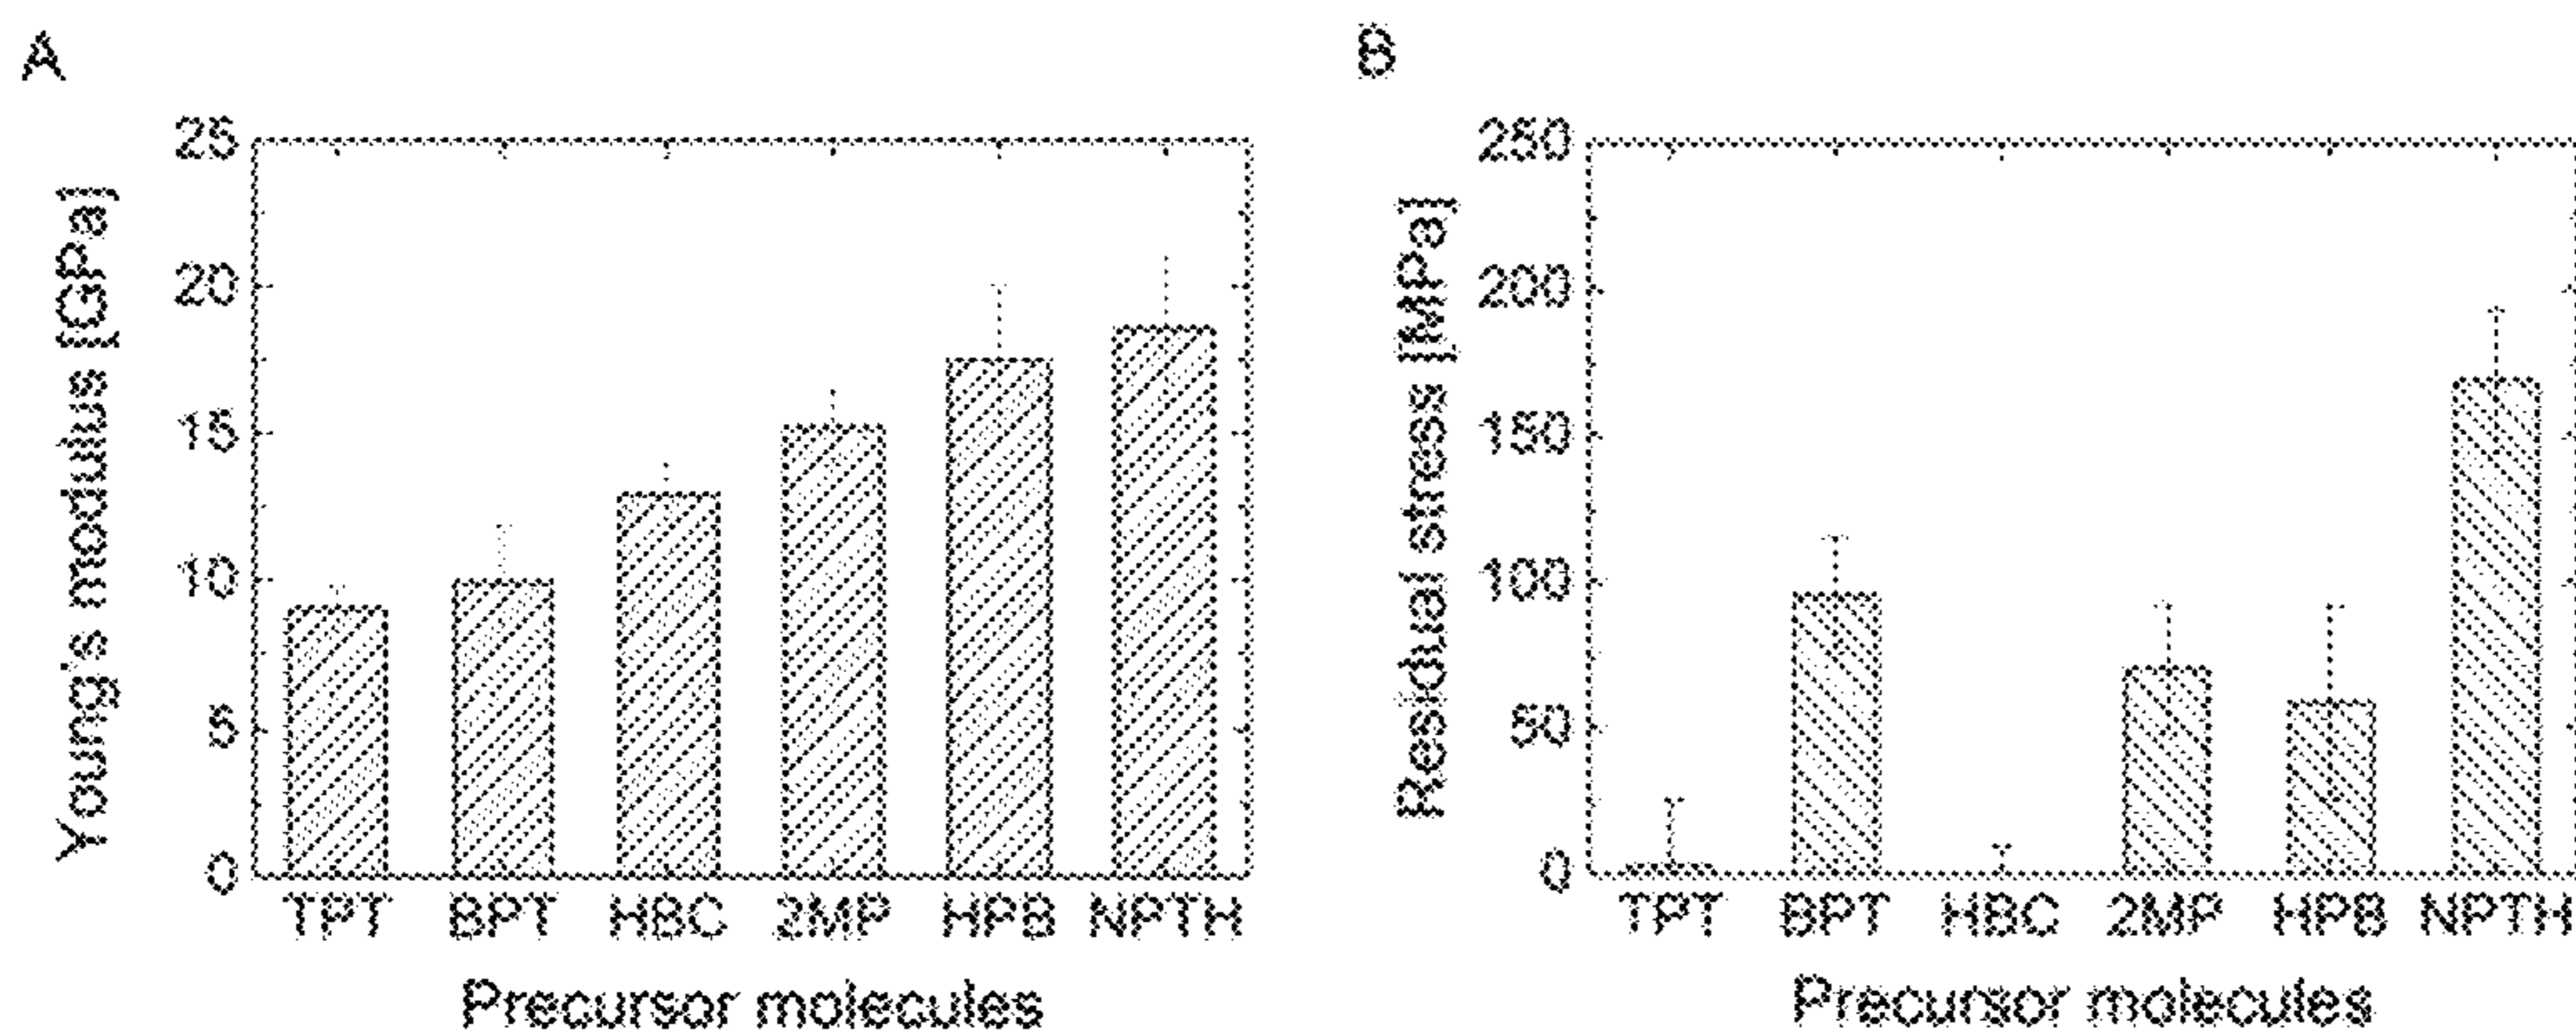 A
Young's modulus [GPa]
25
20
15
10
5
0
TPT BPT HBC 2MP HPB NPTH
Precursor molecules
B
Residual stress [MPa]
250
200
150
100
50
0
TPT BPT HBC 2MP HPB NPTH
Precursor molecules